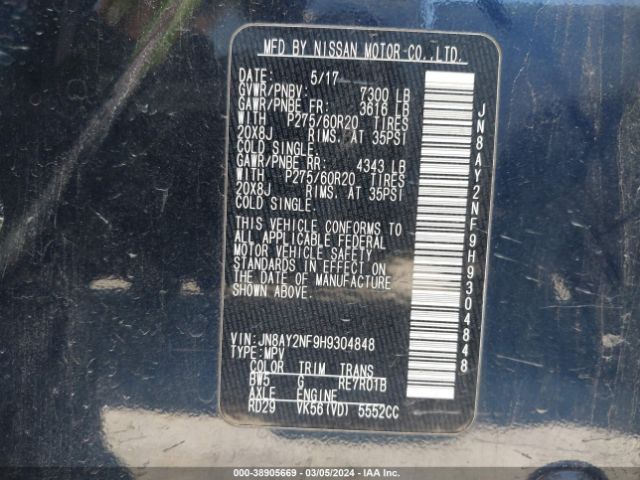 MFD BY NISSAN MOTOR-CO.,LTD.
DATE: 5/17
GVWR/PNBV: 7300 LB
GAWR/PNBE FR: 3616 LB
WITH P275/60R20 TIRES
20X8J RIMS, AT 35PSI
COLD SINGLE.
GAWR/PNBE RR: 4343 LB
WITH P275/60R20 TIRES
20X8J RIMS, AT 35PSI
COLD SINGLE.
THIS VEHICLE CONFORMS TO
ALL APPLICABLE FEDERAL
MOTOR VEHICLE SAFETY
STANDARDS IN EFFECT ON
THE DATE OF MANUFACTURE
SHOWN ABOVE.
VIN: JN8AY2NF9H9304848
TYPE: MPV
COLOR TRIM TRANS
BW5 G RE7R01B
AXLE ENGINE
RD29 VK56(VD) 5552CC
JN8AY2NF9H9304848
000-38905669 - 03/05/2024 - IAA Inc.